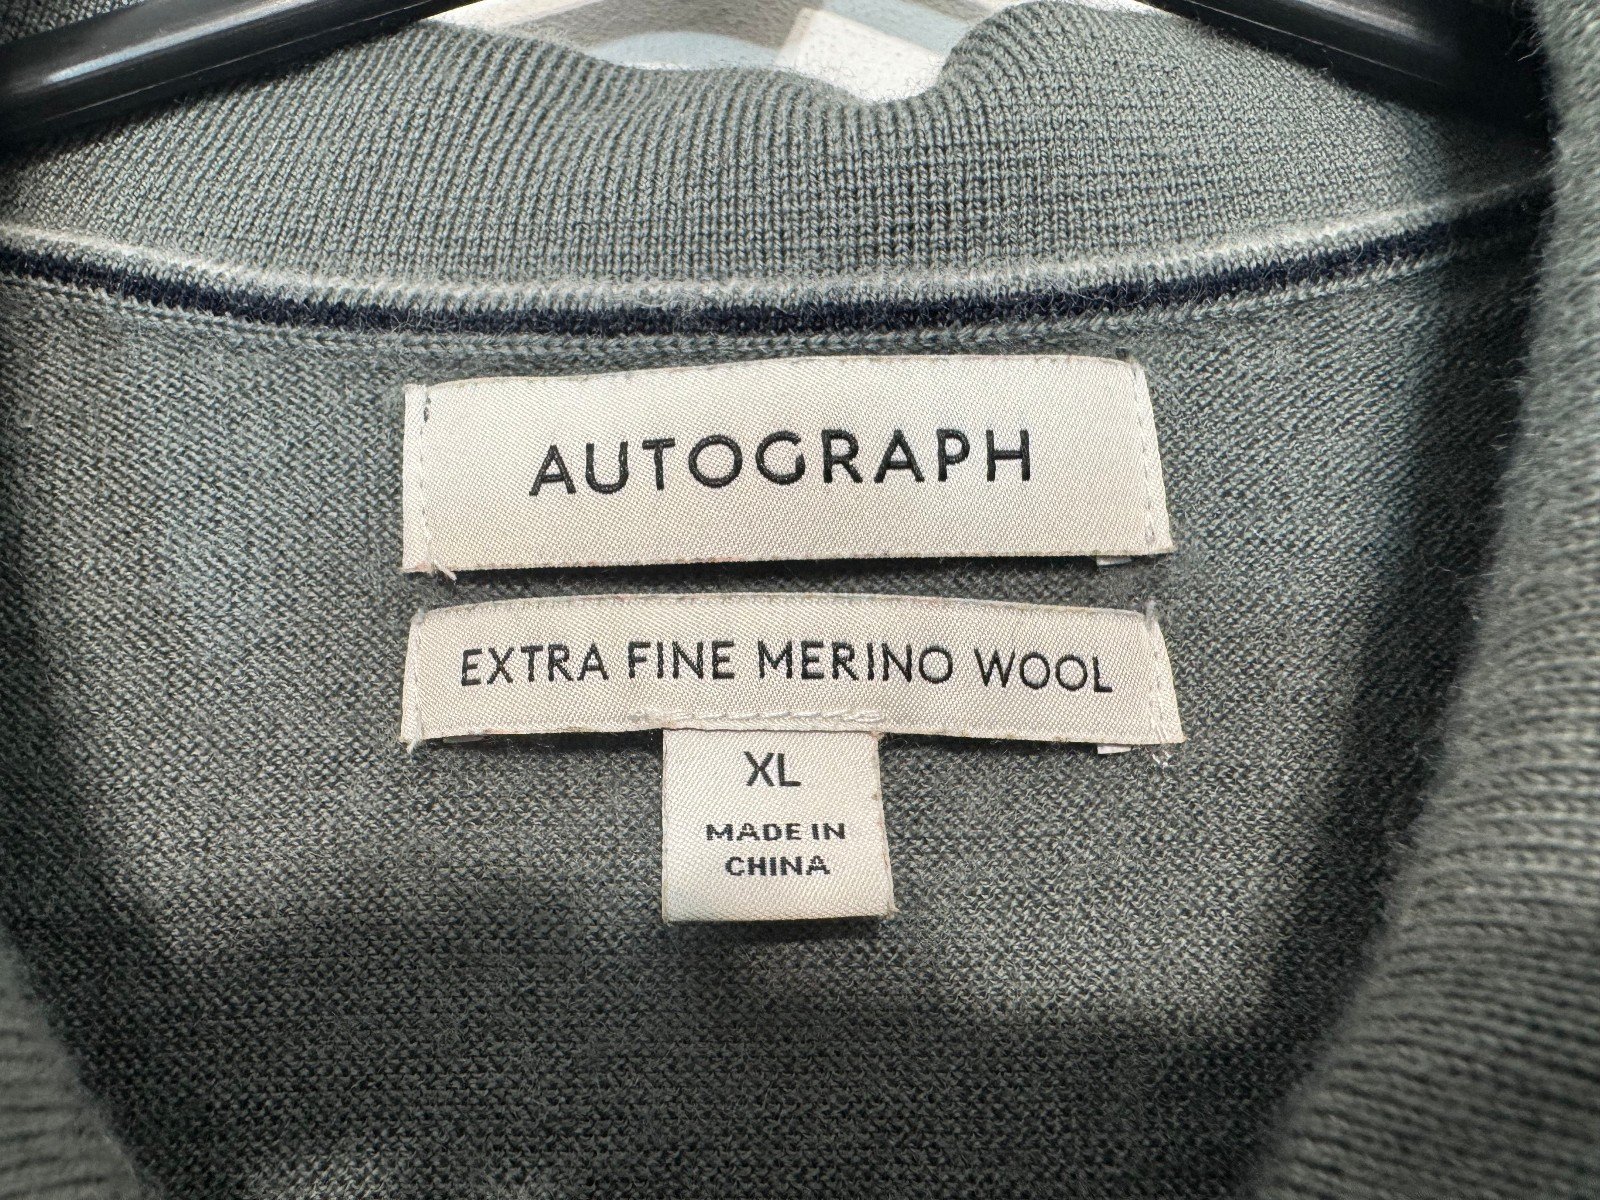 AUTOGRAPH
EXTRA FINE MERINO WOOL
XL
MADE IN
CHINA